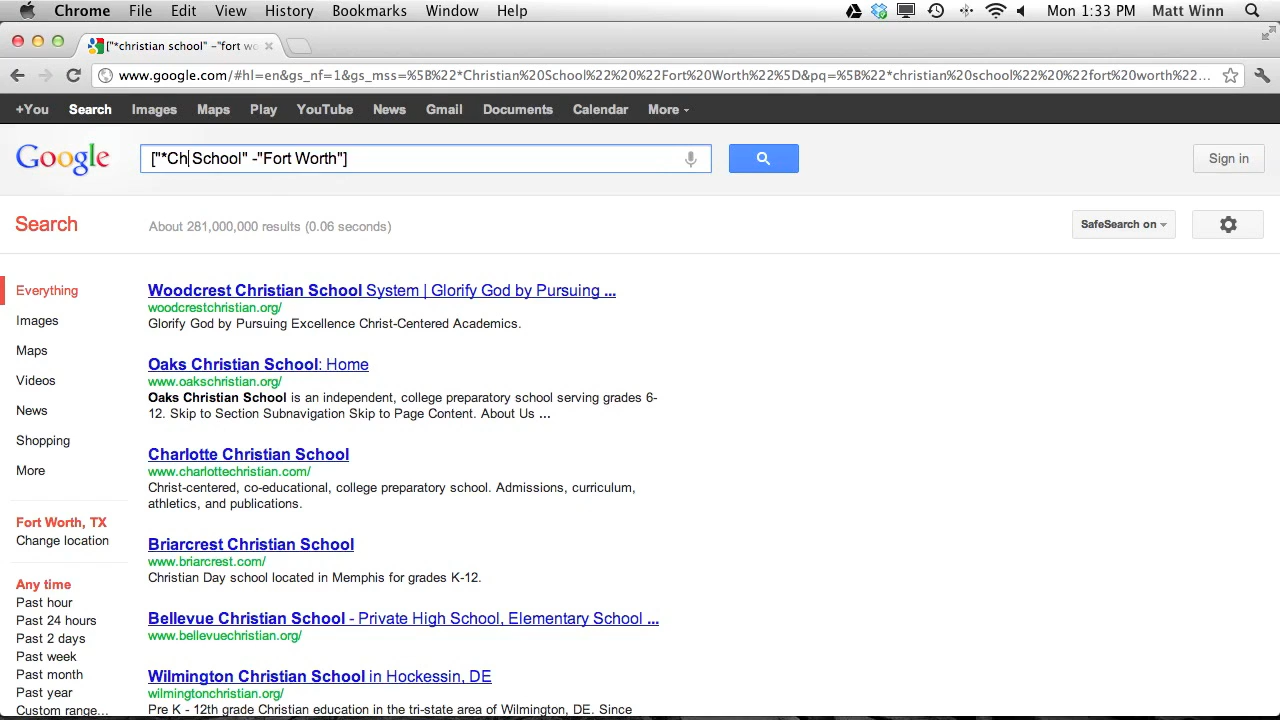 Chrome File Edit View History Bookmarks Window Help Mon 1:33 PM Matt Winn
["*christian school" -"fort wo
www.google.com/#hl=en&gs_nf=1&gs_mss=%5B%22*Christian%20School%22%20%22Fort%20Worth%22%5D&pq=%5B%22*christian%20school%22%20%22fort%20worth%22...
+You Search Images Maps Play YouTube News Gmail Documents Calendar More
Google ["*Ch School" -"Fort Worth"] Sign in
Search About 281,000,000 results (0.06 seconds) SafeSearch on
Everything
Images
Maps
Videos
News
Shopping
More
Fort Worth, TX
Change location
Any time
Past hour
Past 24 hours
Past 2 days
Past week
Past month
Past year
Custom range...
Woodcrest Christian School System | Glorify God by Pursuing ...
woodcrestchristian.org/
Glorify God by Pursuing Excellence Christ-Centered Academics.
Oaks Christian School: Home
www.oakschristian.org/
Oaks Christian School is an independent, college preparatory school serving grades 6-
12. Skip to Section Subnavigation Skip to Page Content. About Us ...
Charlotte Christian School
www.charlottechristian.com/
Christ-centered, co-educational, college preparatory school. Admissions, curriculum,
athletics, and publications.
Briarcrest Christian School
www.briarcrest.com/
Christian Day school located in Memphis for grades K-12.
Bellevue Christian School - Private High School, Elementary School ...
www.bellevuechristian.org/
Wilmington Christian School in Hockessin, DE
wilmingtonchristian.org/
Pre K - 12th grade Christian education in the tri-state area of Wilmington, DE. Since